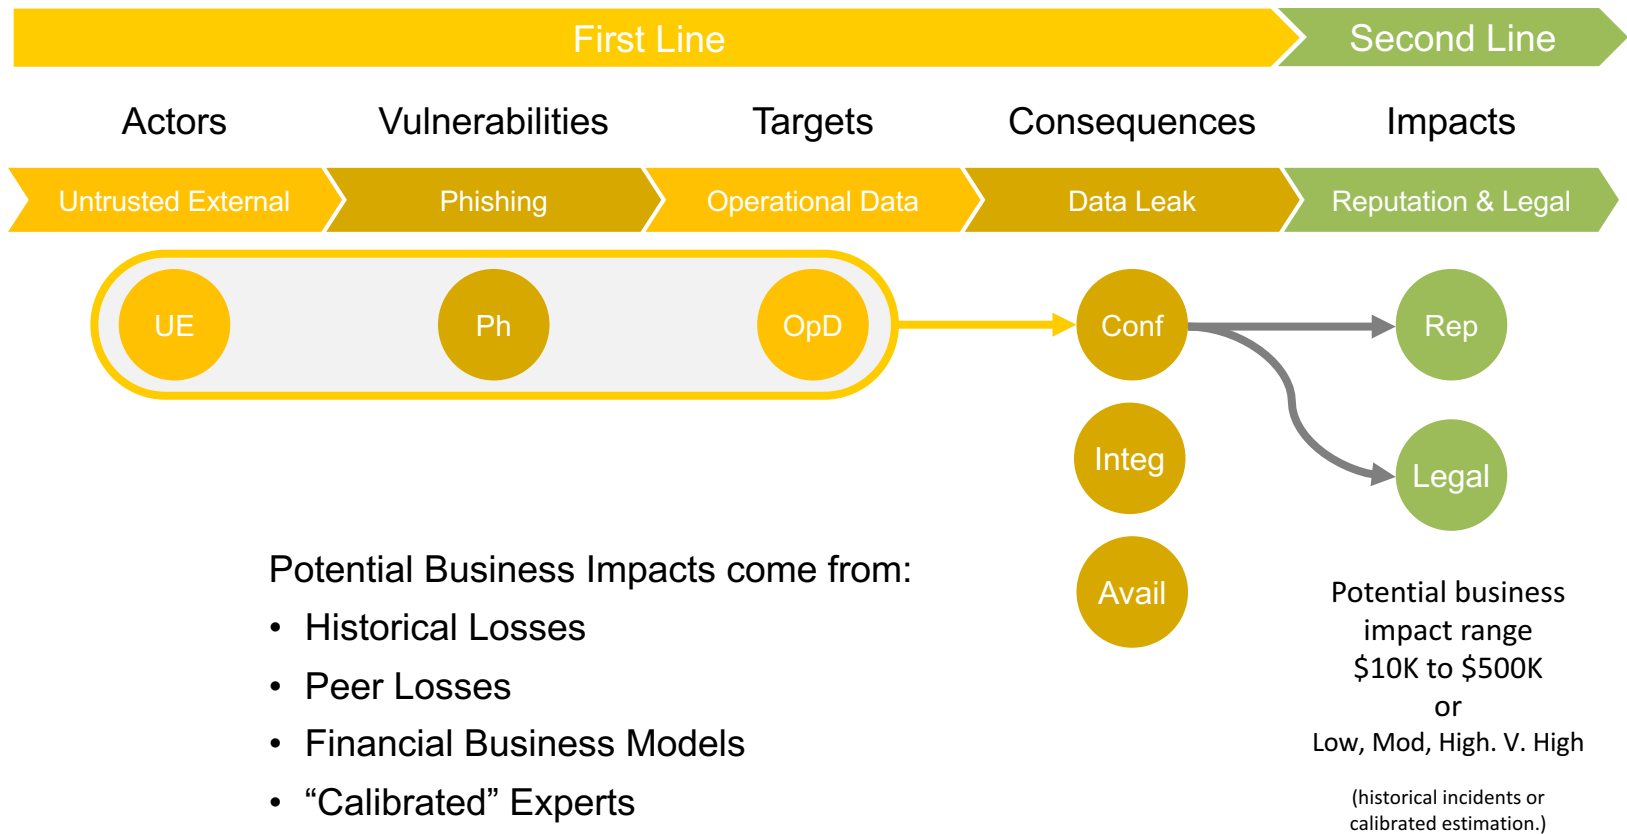 First Line
Second Line
Actors
Vulnerabilities
Targets
Consequences
Impacts
Untrusted External
Phishing
Operational Data
Data Leak
Reputation & Legal
UE
Ph
OpD
Conf
Rep
Integ
Legal
Avail
Potential Business Impacts come from:
• Historical Losses
• Peer Losses
• Financial Business Models
• “Calibrated” Experts
Potential business
impact range
$10K to $500K
or
Low, Mod, High. V. High
(historical incidents or
calibrated estimation.)